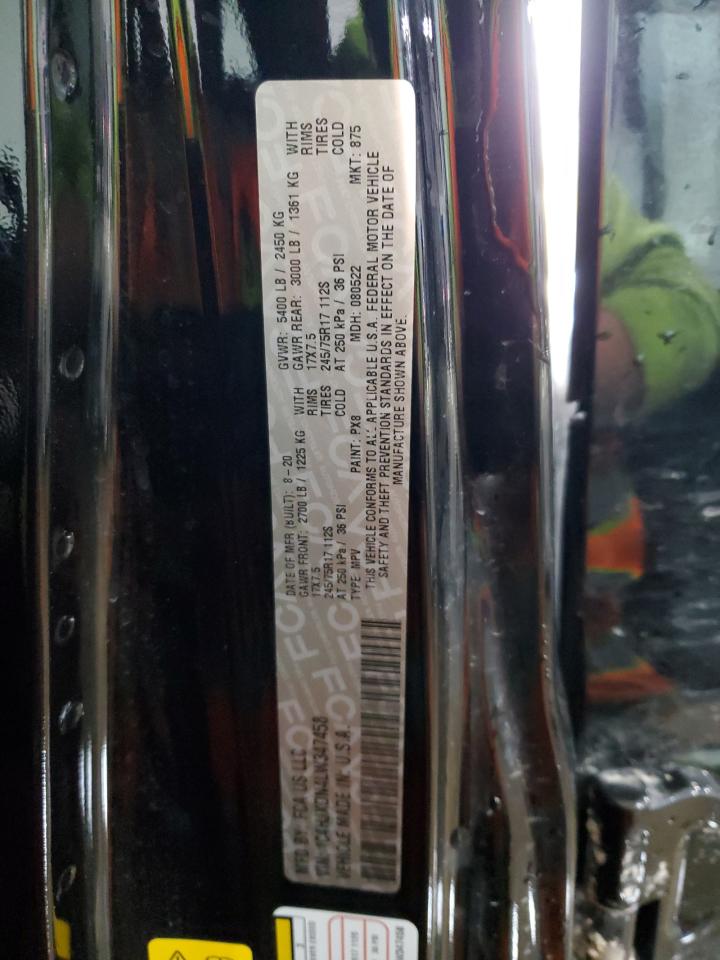 MFD BY: FCA US LLC
DATE OF MFR (BUILT): 8-20
GVWR: 5400 LB / 2450 KG
GAWR FRONT: 2700 LB / 1225 KG WITH
GAWR REAR: 3000 LB / 1361 KG WITH
17X7.5 RIMS
17X7.5 RIMS
245/75R17 112S TIRES
245/75R17 112S TIRES
AT 250 kPa / 36 PSI COLD
AT 250 kPa / 36 PSI COLD
VEHICLE MADE IN U.S.A.
TYPE: MPV PAINT: PX8 MDH: 080522 MKT: 875
THIS VEHICLE CONFORMS TO ALL APPLICABLE U.S.A. FEDERAL MOTOR VEHICLE
SAFETY AND THEFT PREVENTION STANDARDS IN EFFECT ON THE DATE OF
MANUFACTURE SHOWN ABOVE.